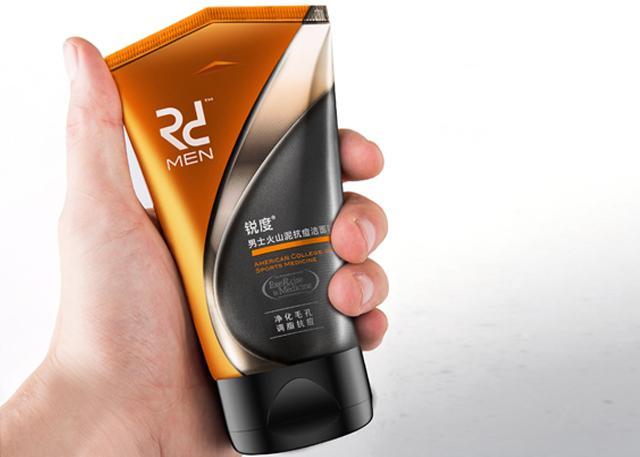 Rd™
MEN
锐度®
男士火山泥抗痘洁面
AMERICAN COLLEGE
SPORTS MEDICINE
ExeRcise
is Medicine
净化毛孔
调脂抗痘